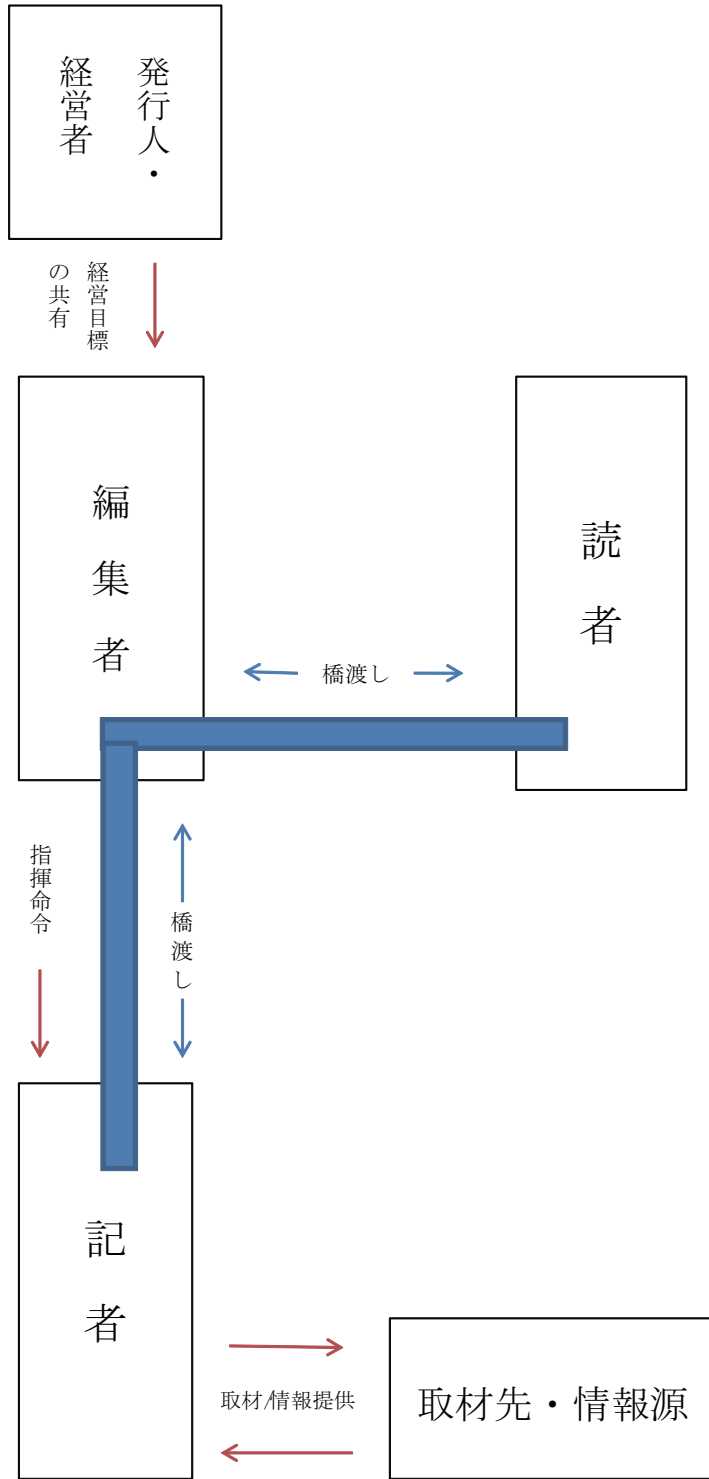 発行人・
経営者
経営目標
の共有
編集者
読者
橋渡し
指揮命令
橋渡し
記者
取材/情報提供
取材先・情報源